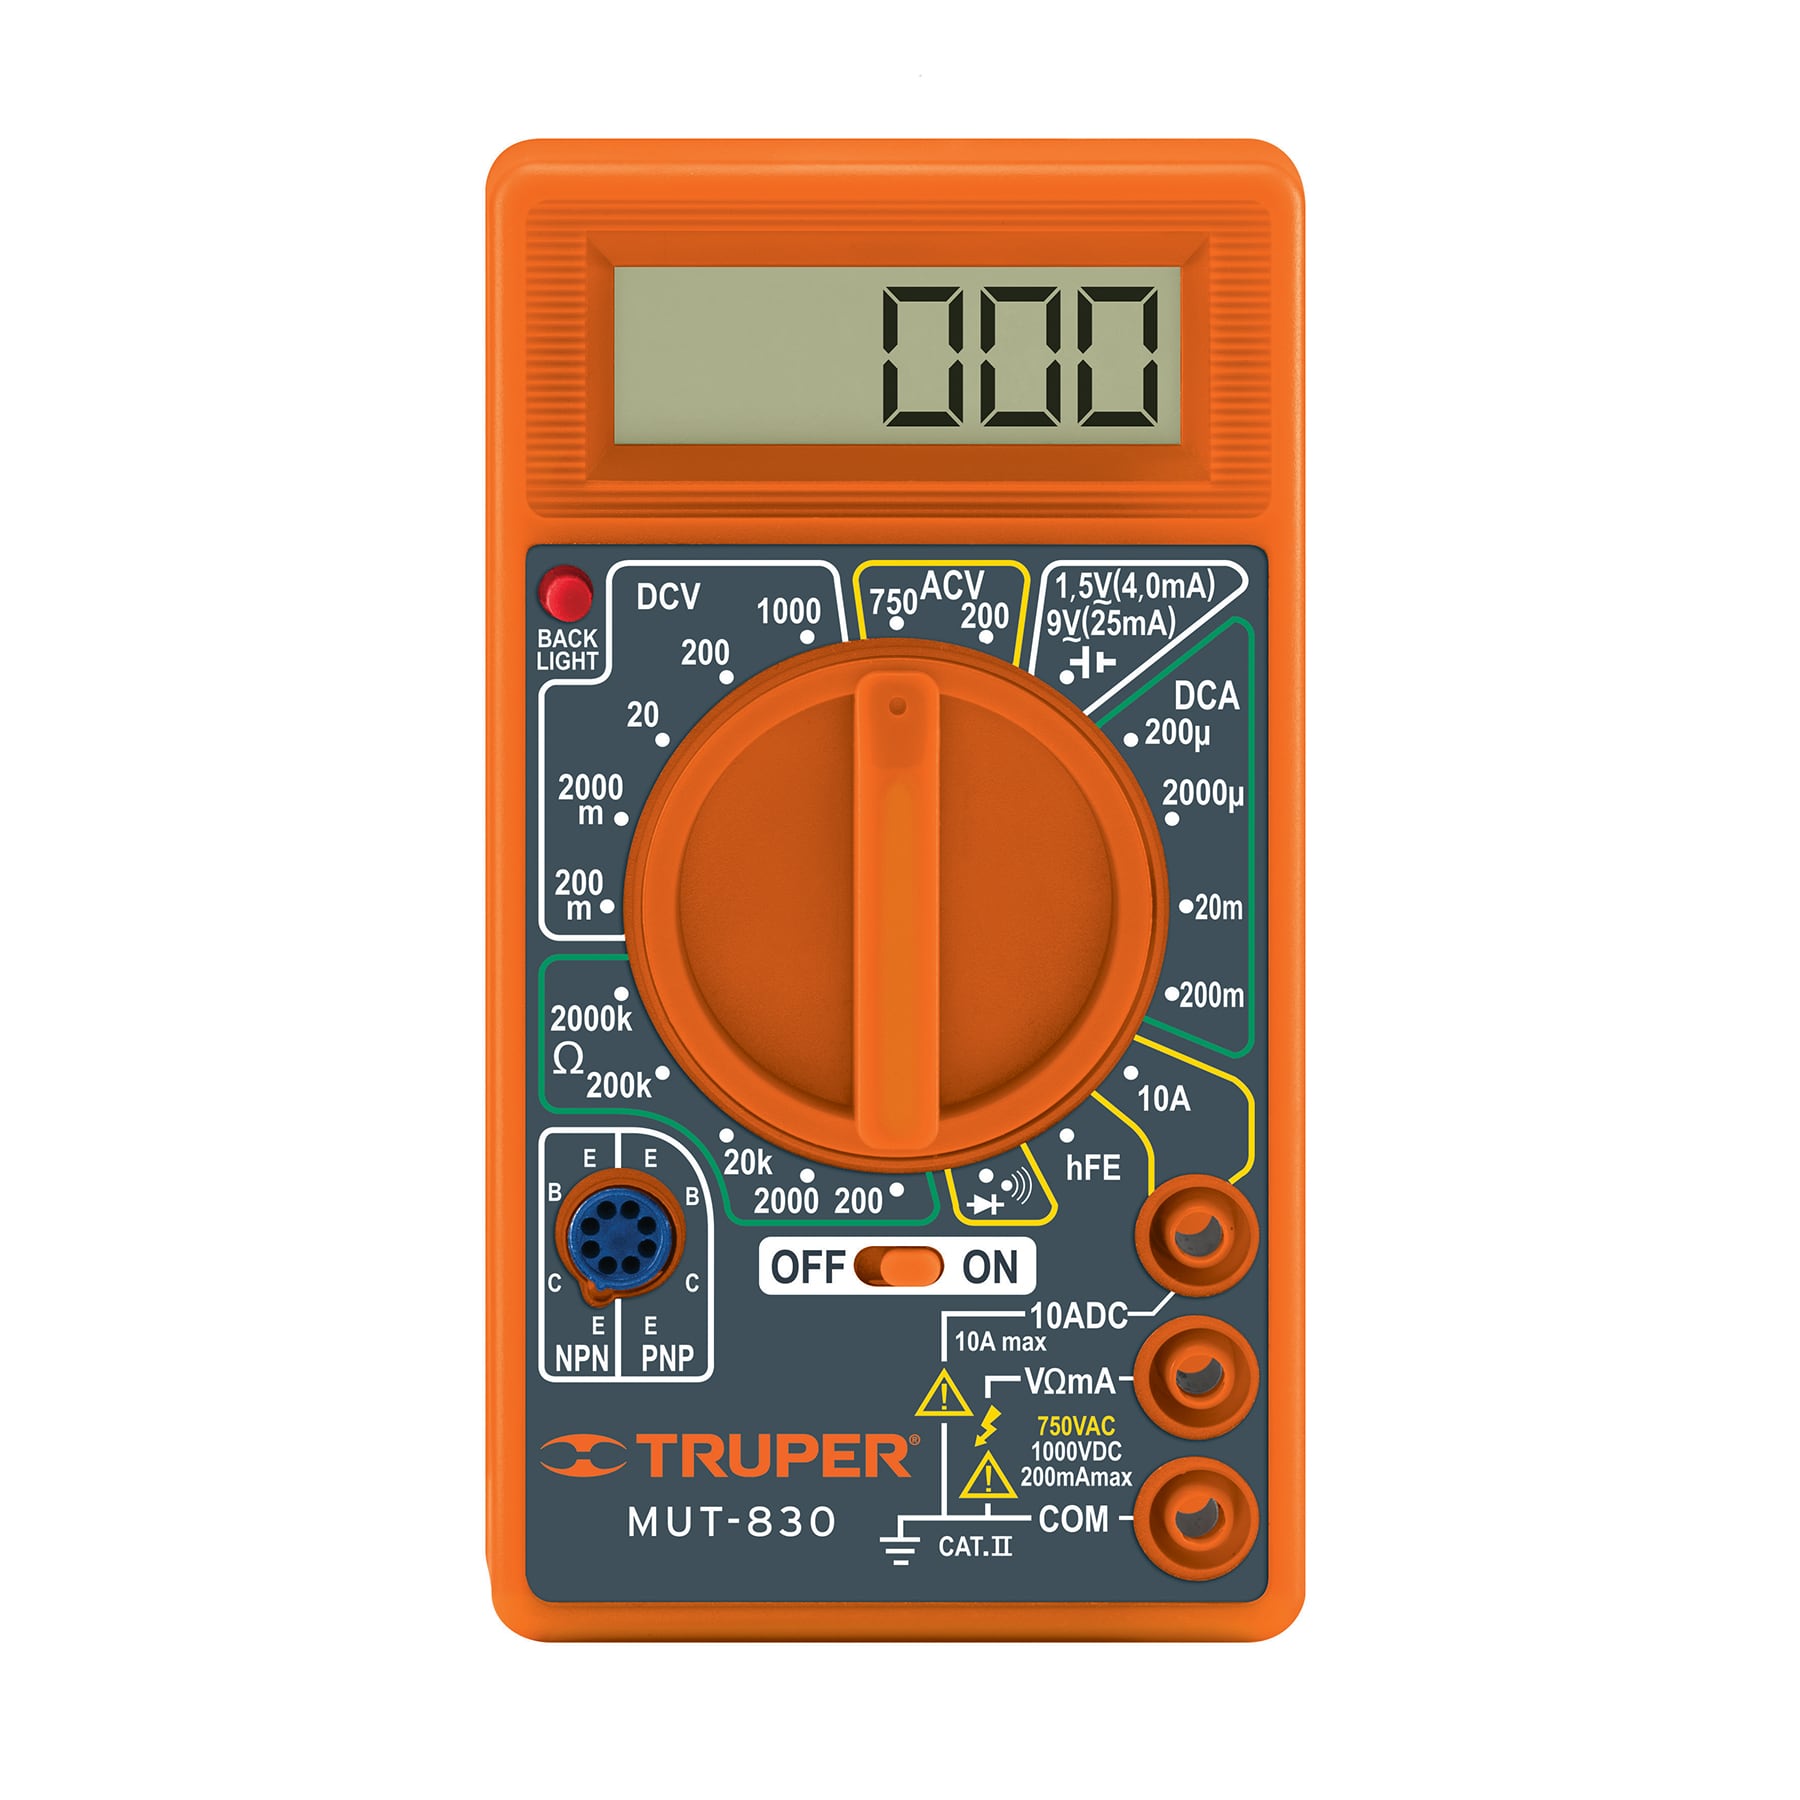 000
BACK
LIGHT
DCV
1000
200
20
2000
m
200
m
750
ACV
200
1,5V(4,0mA)
9V(25mA)
DCA
200µ
2000µ
20m
200m
10A
hFE
2000k
Ω
200k
20k
2000
200
E E
B B
C C
E E
NPN PNP
OFF ON
10ADC
10A max
VΩmA
750VAC
1000VDC
200mAmax
COM
CAT.II
TRUPER®
MUT-830